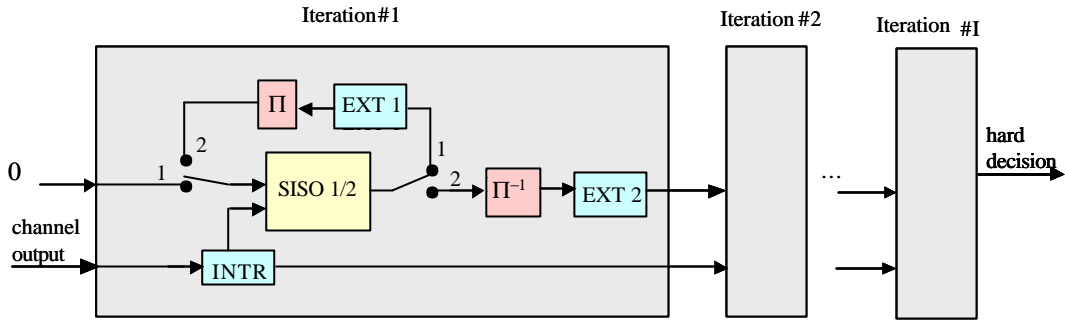 Iteration#1
Iteration #2
Iteration #I
Π
EXT 1
2
1
1
0
SISO 1/2
2
Π⁻¹
EXT 2
...
hard
decision
channel
output
INTR